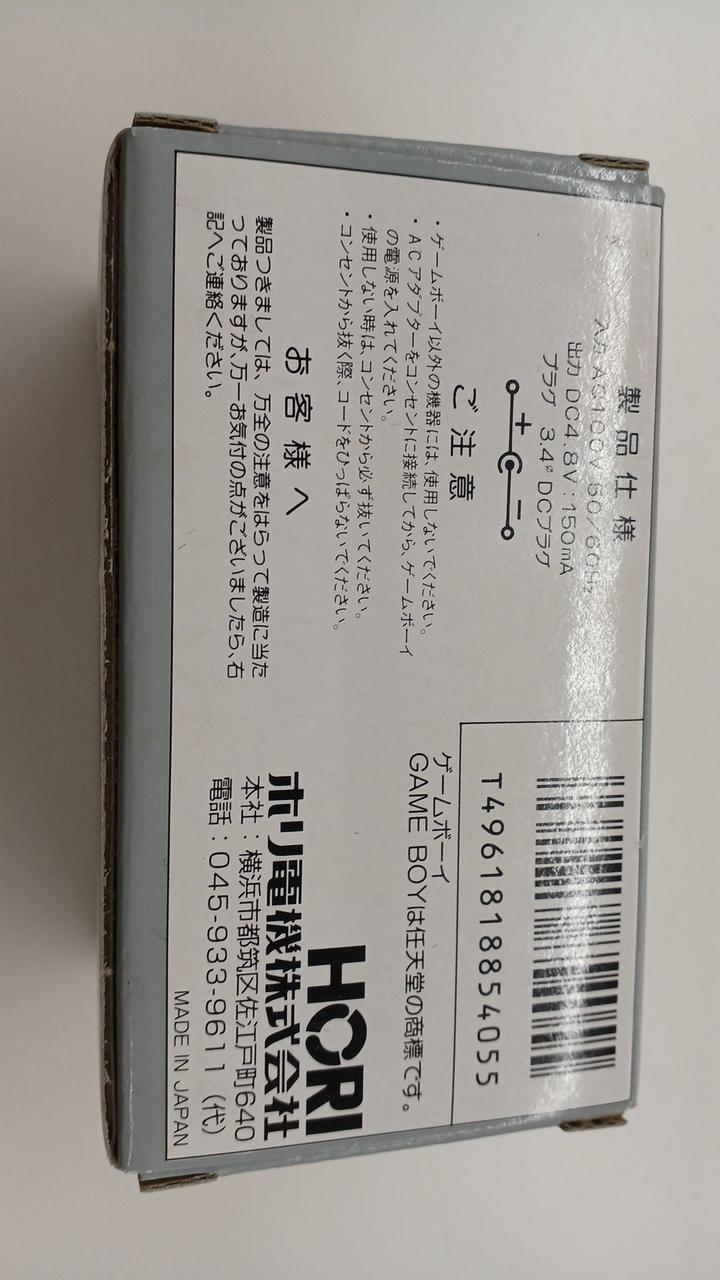 製品仕様
入力 AC100V 50/60Hz
出力 DC4.8V:150mA
プラグ 3.4φ DCプラグ
+ −
ご注意
・ゲームボーイ以外の機器には、使用しないでください。
・ACアダプターをコンセントに接続してから、ゲームボーイ
の電源を入れてください。
・使用しない時は、コンセントから必ず抜いてください。
・コンセントから抜く際、コードをひっぱらないでください。
お客様へ
製品つきましては、万全の注意をはらって製造に当た
っておりますが、万一お気付の点がございましたら、右
記へご連絡ください。
T4961818854055
ゲームボーイ
GAME BOYは任天堂の商標です。
HORI
ホリ電機株式会社
本社:横浜市都筑区佐江戸町640
電話:045-933-9611(代)
MADE IN JAPAN